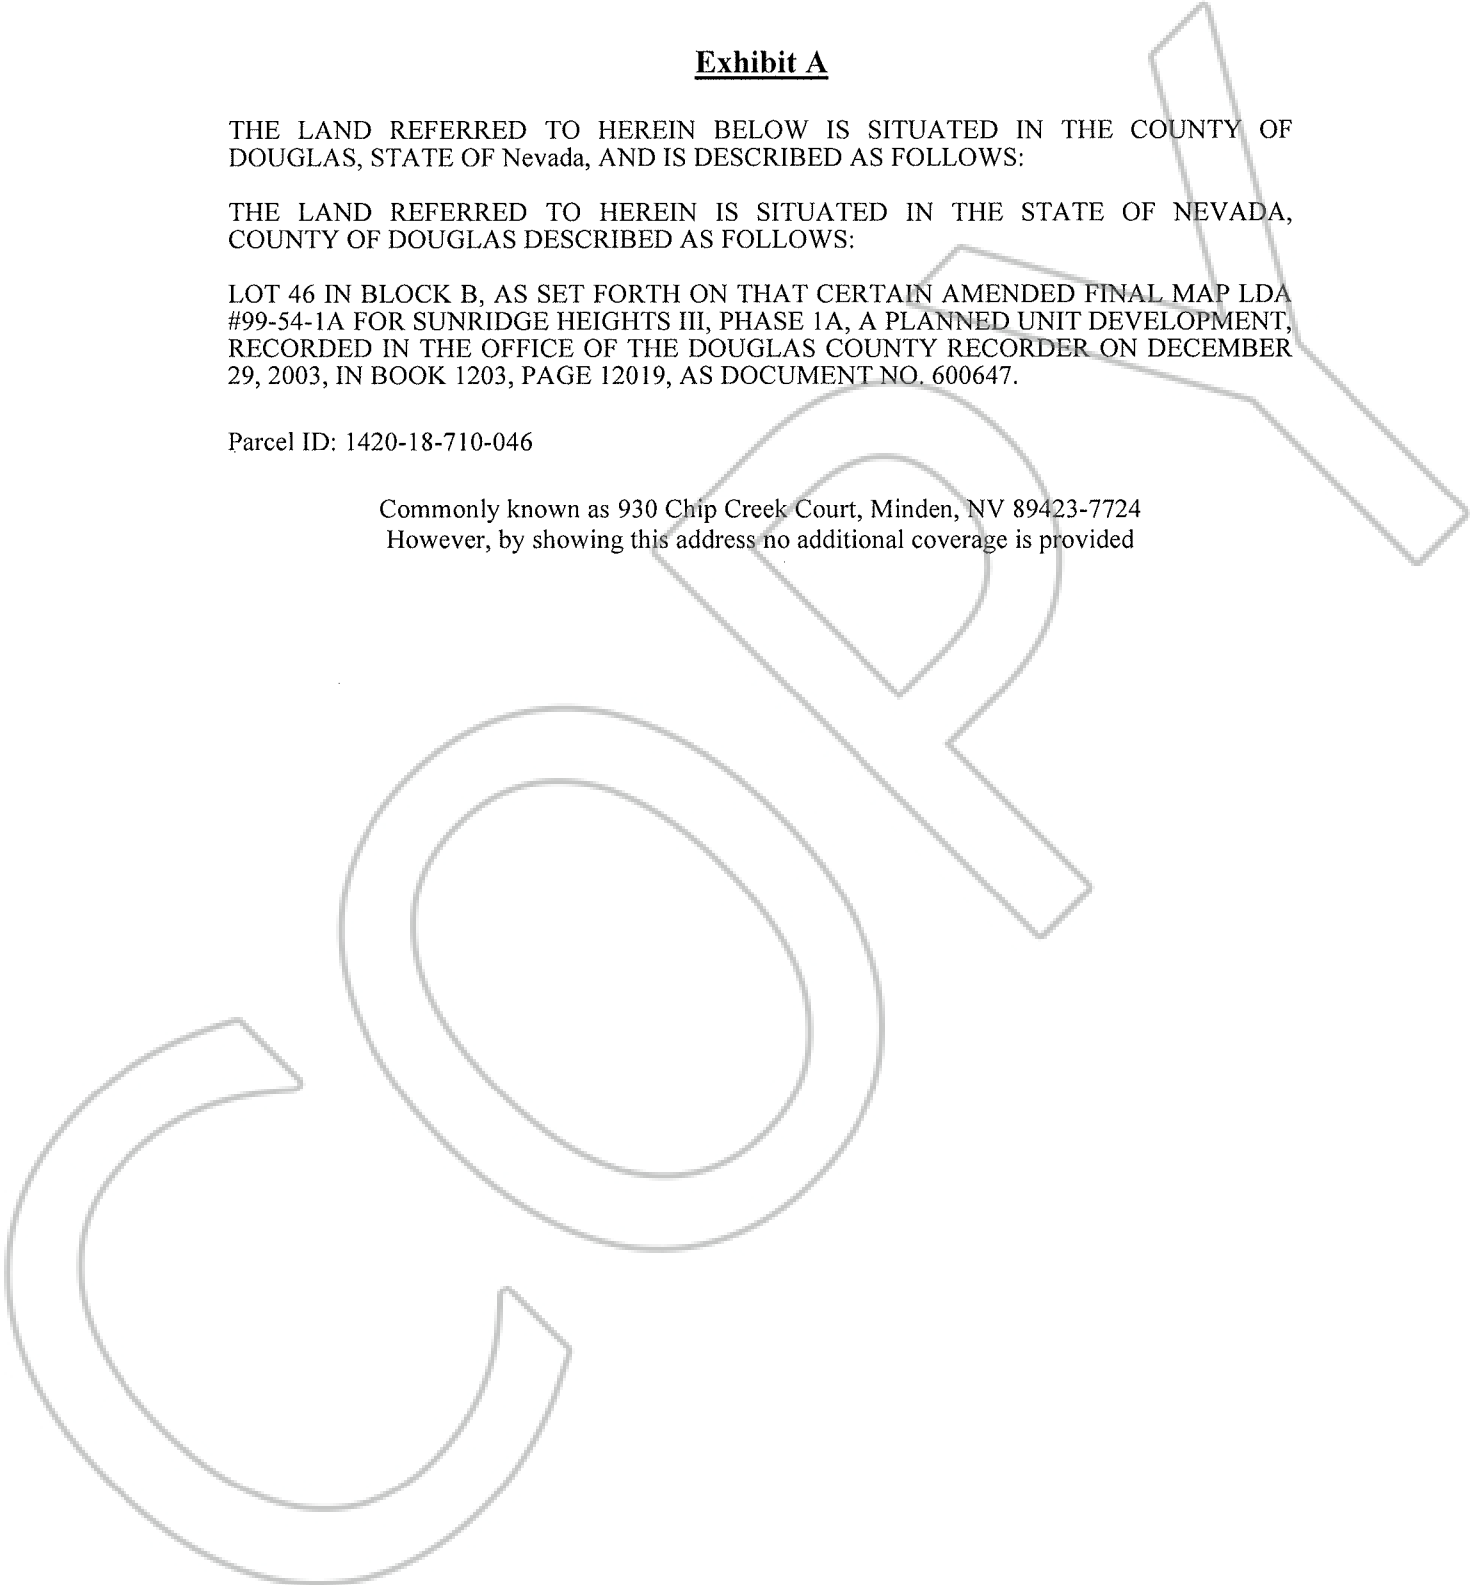 Exhibit A
THE LAND REFERRED TO HEREIN BELOW IS SITUATED IN THE COUNTY OF
DOUGLAS, STATE OF Nevada, AND IS DESCRIBED AS FOLLOWS:
THE LAND REFERRED TO HEREIN IS SITUATED IN THE STATE OF NEVADA,
COUNTY OF DOUGLAS DESCRIBED AS FOLLOWS:
LOT 46 IN BLOCK B, AS SET FORTH ON THAT CERTAIN AMENDED FINAL MAP LDA
#99-54-1A FOR SUNRIDGE HEIGHTS III, PHASE 1A, A PLANNED UNIT DEVELOPMENT,
RECORDED IN THE OFFICE OF THE DOUGLAS COUNTY RECORDER ON DECEMBER
29, 2003, IN BOOK 1203, PAGE 12019, AS DOCUMENT NO. 600647.
Parcel ID: 1420-18-710-046
Commonly known as 930 Chip Creek Court, Minden, NV 89423-7724
However, by showing this address no additional coverage is provided
COPY